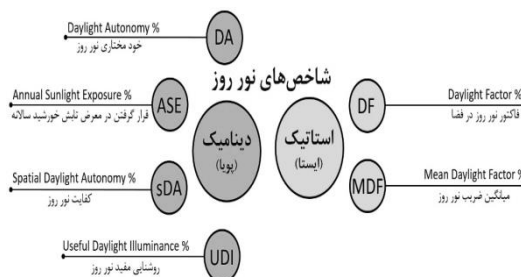 شاخص‌های نور روز
Daylight Autonomy %
خود مختاری نور روز
DA
Annual Sunlight Exposure %
قرار گرفتن در معرض تابش خورشید سالانه
ASE
Spatial Daylight Autonomy %
کفایت نور روز
sDA
Useful Daylight Illuminance %
روشنایی مفید نور روز
UDI
دینامیک
(پویا)
استاتیک
(ایستا)
DF
Daylight Factor %
فاکتور نور روز در فضا
MDF
Mean Daylight Factor %
میانگین ضریب نور روز